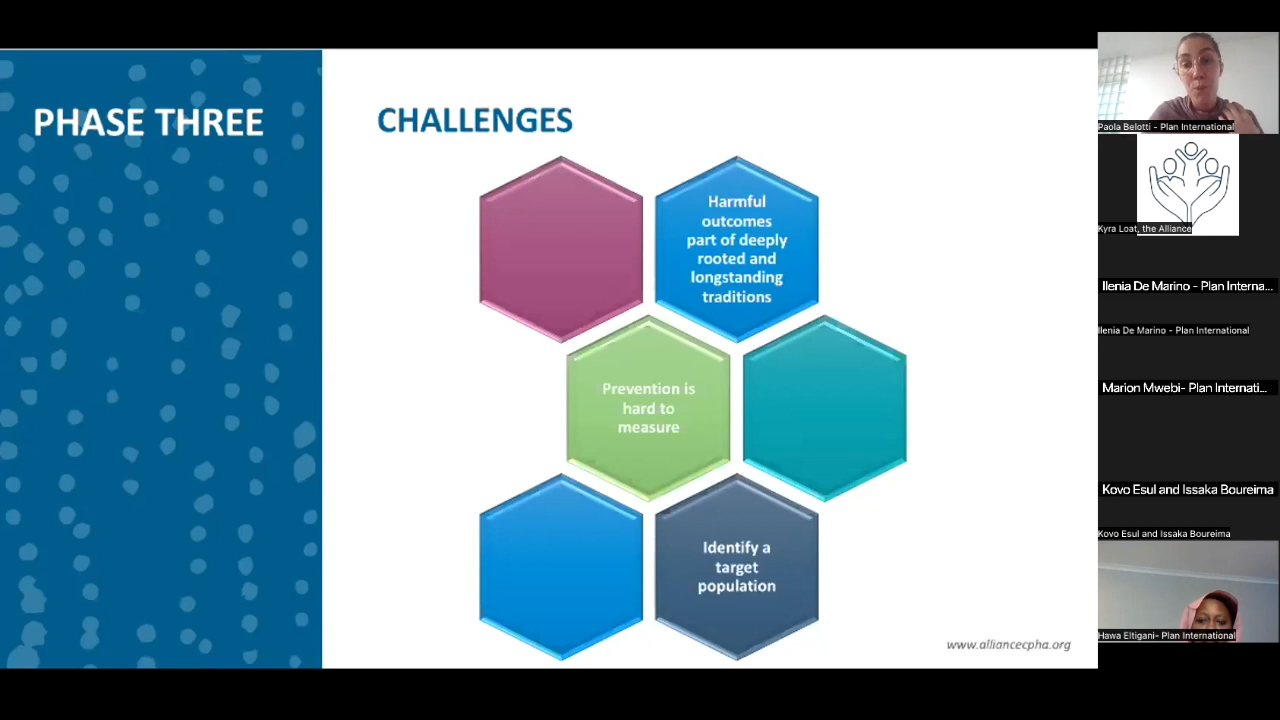 PHASE THREE
CHALLENGES
Harmful
outcomes
part of deeply
rooted and
longstanding
traditions
Prevention is
hard to
measure
Identify a
target
population
www.alliancecpha.org
Paola Belotti - Plan International
Kyra Loat, the Alliance
Ilenia De Marino - Plan Interna...
Ilenia De Marino - Plan International
Marion Mwebi- Plan Internati...
Kovo Esul and Issaka Boureima
Kovo Esul and Issaka Boureima
Hawa Eltigani- Plan International